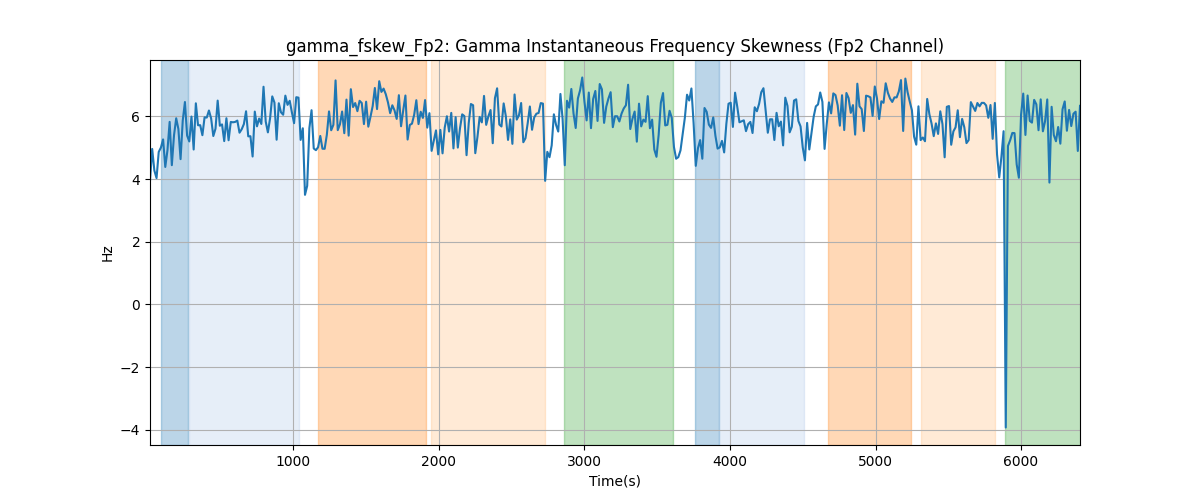 gamma_fskew_Fp2: Gamma Instantaneous Frequency Skewness (Fp2 Channel)
Hz
6
4
2
0
−2
−4
1000 2000 3000 4000 5000 6000
Time(s)